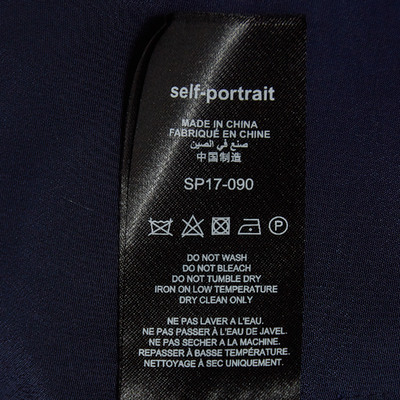 self-portrait
MADE IN CHINA
FABRIQUÉ EN CHINE
صنع في الصين
中国制造
SP17-090
DO NOT WASH
DO NOT BLEACH
DO NOT TUMBLE DRY
IRON ON LOW TEMPERATURE
DRY CLEAN ONLY
NE PAS LAVER A L'EAU.
NE PAS PASSER À L'EAU DE JAVEL.
NE PAS SECHER A LA MACHINE.
REPASSER À BASSE TEMPÉRATURE.
NETTOYAGE À SEC UNIQUEMENT.